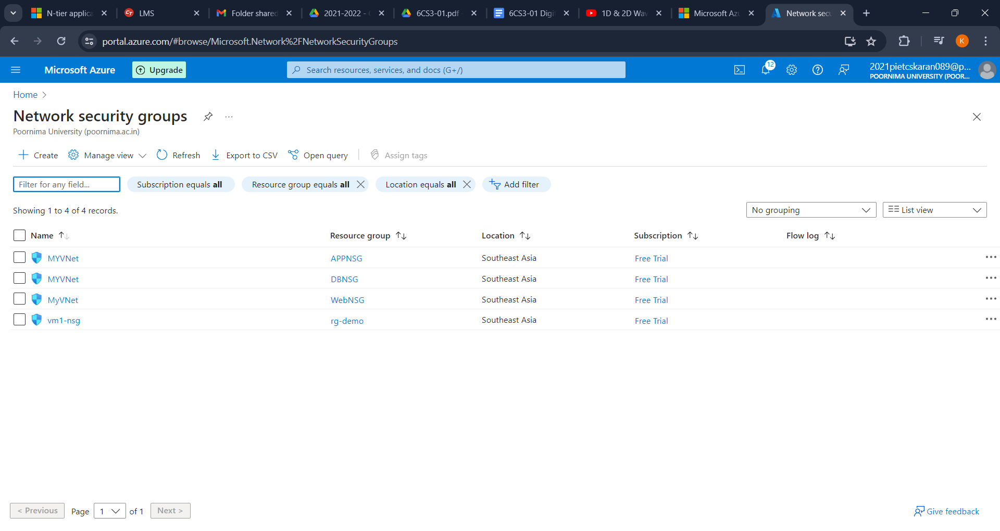 N-tier applica
LMS
Folder shared
2021-2022 -
6CS3-01.pdf
6CS3-01 Digi
1D & 2D Wav
Microsoft Azu
Network secu
portal.azure.com/#browse/Microsoft.Network%2FNetworkSecurityGroups
K
Microsoft Azure
Upgrade
Search resources, services, and docs (G+/)
12
2021pietcskaran089@p...
POORNIMA UNIVERSITY (POOR...
Home >
Network security groups
...
Poornima University (poornima.ac.in)
Create
Manage view
Refresh
Export to CSV
Open query
Assign tags
Filter for any field...
Subscription equals all
Resource group equals all
Location equals all
Add filter
Showing 1 to 4 of 4 records.
No grouping
List view
Name
Resource group
Location
Subscription
Flow log
MYVNet
APPNSG
Southeast Asia
Free Trial
MYVNet
DBNSG
Southeast Asia
Free Trial
MyVNet
WebNSG
Southeast Asia
Free Trial
vm1-nsg
rg-demo
Southeast Asia
Free Trial
< Previous
Page
1
of 1
Next >
Give feedback